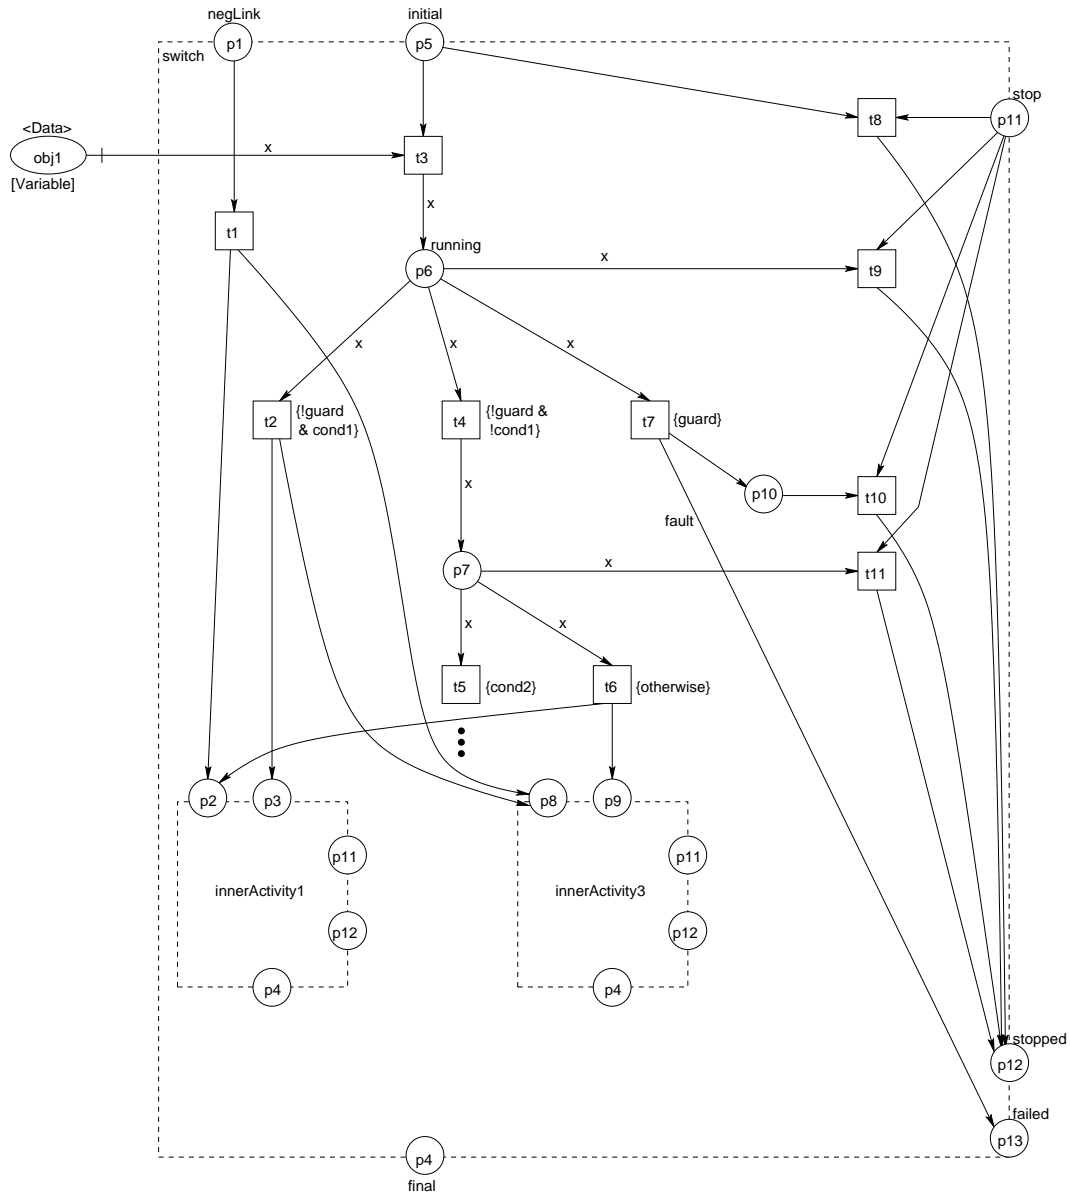 negLink
initial
p1
p5
switch
stop
<Data>
t8
p11
obj1
x
t3
[Variable]
x
t1
running
p6
x
t9
x
x
x
t2
{!guard
& cond1}
t4
{!guard &
!cond1}
t7
{guard}
x
p10
t10
fault
p7
x
t11
x
x
t5
{cond2}
t6
{otherwise}
p2
p3
p8
p9
p11
p11
innerActivity1
innerActivity3
p12
p12
p4
p4
stopped
p12
failed
p13
p4
final